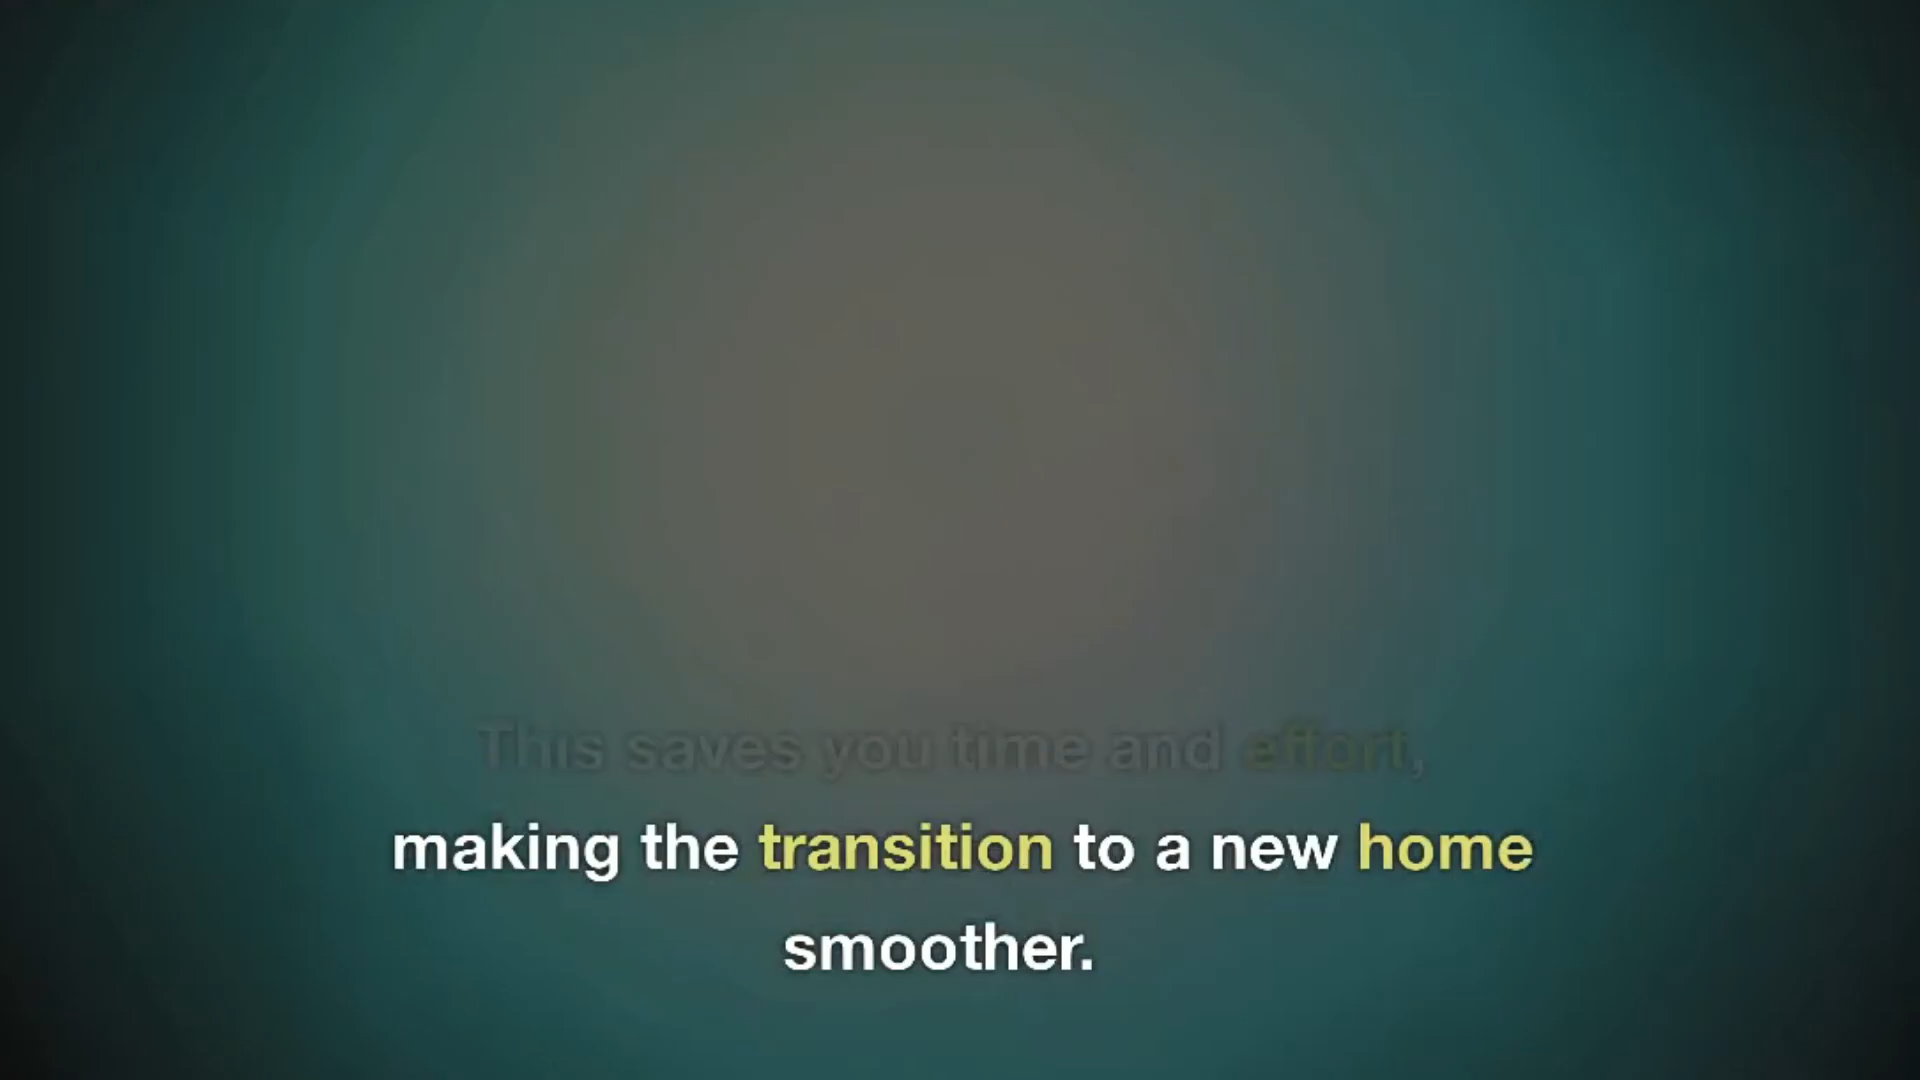 This saves you time and effort,
making the transition to a new home
smoother.